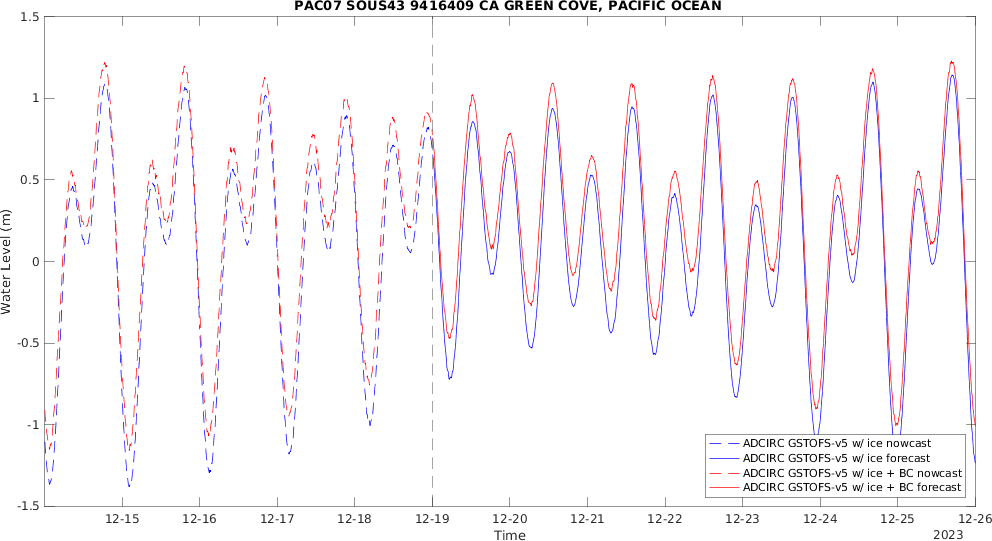 PAC07 SOUS43 9416409 CA GREEN COVE, PACIFIC OCEAN
Water Level (m)
1.5
1
0.5
0
-0.5
-1
-1.5
ADCIRC GSTOFS-v5 w/ ice nowcast
ADCIRC GSTOFS-v5 w/ ice forecast
ADCIRC GSTOFS-v5 w/ ice + BC nowcast
ADCIRC GSTOFS-v5 w/ ice + BC forecast
12-15 12-16 12-17 12-18 12-19 12-20 12-21 12-22 12-23 12-24 12-25 12-26
Time
2023